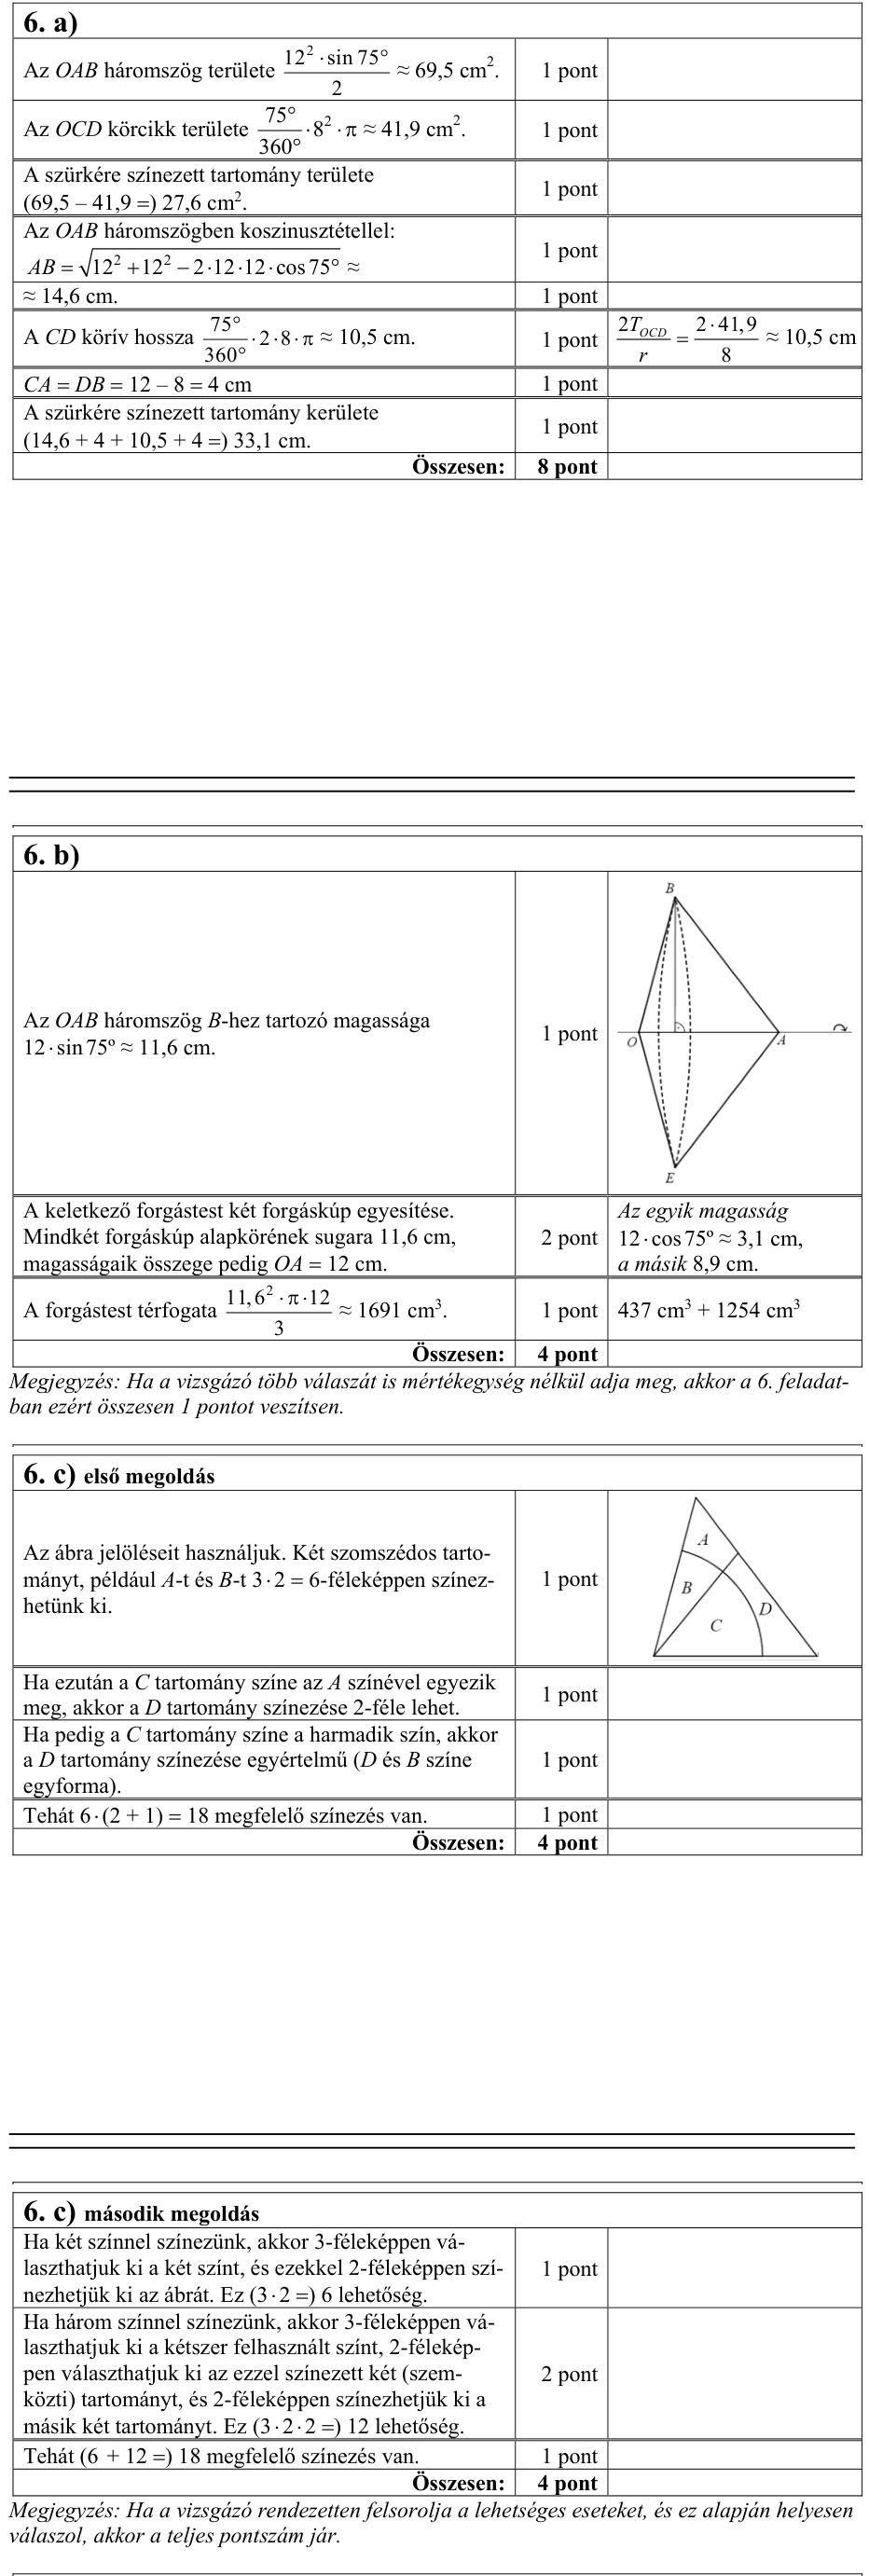 6. a)
Az OAB háromszög területe \frac{12^2 \cdot \sin 75°}{2} ≈ 69,5 cm². 1 pont
Az OCD körcikk területe \frac{75°}{360°} · 8² · π ≈ 41,9 cm². 1 pont
A szürkére színezett tartomány területe
(69,5 – 41,9 =) 27,6 cm². 1 pont
Az OAB háromszögben koszinusztétellel:
AB = \sqrt{12² + 12² − 2·12·12·cos 75°} ≈ 1 pont
≈ 14,6 cm. 1 pont
A CD körív hossza \frac{75°}{360°} · 2 · 8 · π ≈ 10,5 cm. 1 pont \frac{2T_{OCD}}{r} = \frac{2·41,9}{8} ≈ 10,5 cm
CA = DB = 12 – 8 = 4 cm 1 pont
A szürkére színezett tartomány kerülete
(14,6 + 4 + 10,5 + 4 =) 33,1 cm. 1 pont
Összesen: 8 pont
6. b)
Az OAB háromszög B-hez tartozó magassága
12 · sin 75º ≈ 11,6 cm. 1 pont
B
O
A
E
A keletkező forgástest két forgáskúp egyesítése.
Mindkét forgáskúp alapkörének sugara 11,6 cm,
magasságaik összege pedig OA = 12 cm.
2 pont
Az egyik magasság
12 · cos 75º ≈ 3,1 cm,
a másik 8,9 cm.
A forgástest térfogata \frac{11,6² · π · 12}{3} ≈ 1691 cm³. 1 pont 437 cm³ + 1254 cm³
Összesen: 4 pont
Megjegyzés: Ha a vizsgázó több válaszát is mértékegység nélkül adja meg, akkor a 6. feladat-
ban ezért összesen 1 pontot veszítsen.
6. c) első megoldás
Az ábra jelöléseit használjuk. Két szomszédos tarto-
mányt, például A-t és B-t 3 · 2 = 6-féleképpen színez-
hetünk ki.
1 pont
A
B
C
D
Ha ezután a C tartomány színe az A színével egyezik
meg, akkor a D tartomány színezése 2-féle lehet.
1 pont
Ha pedig a C tartomány színe a harmadik szín, akkor
a D tartomány színezése egyértelmű (D és B színe
egyforma).
1 pont
Tehát 6 · (2 + 1) = 18 megfelelő színezés van. 1 pont
Összesen: 4 pont
6. c) második megoldás
Ha két színnel színezünk, akkor 3-féleképpen vá-
laszthatjuk ki a két színt, és ezekkel 2-féleképpen szí-
nezhetjük ki az ábrát. Ez (3 · 2 =) 6 lehetőség.
1 pont
Ha három színnel színezünk, akkor 3-féleképpen vá-
laszthatjuk ki a kétszer felhasznált színt, 2-félekép-
pen választhatjuk ki az ezzel színezett két (szem-
közti) tartományt, és 2-féleképpen színezhetjük ki a
másik két tartományt. Ez (3 · 2 · 2 =) 12 lehetőség.
2 pont
Tehát (6 + 12 =) 18 megfelelő színezés van. 1 pont
Összesen: 4 pont
Megjegyzés: Ha a vizsgázó rendezetten felsorolja a lehetséges eseteket, és ez alapján helyesen
válaszol, akkor a teljes pontszám jár.